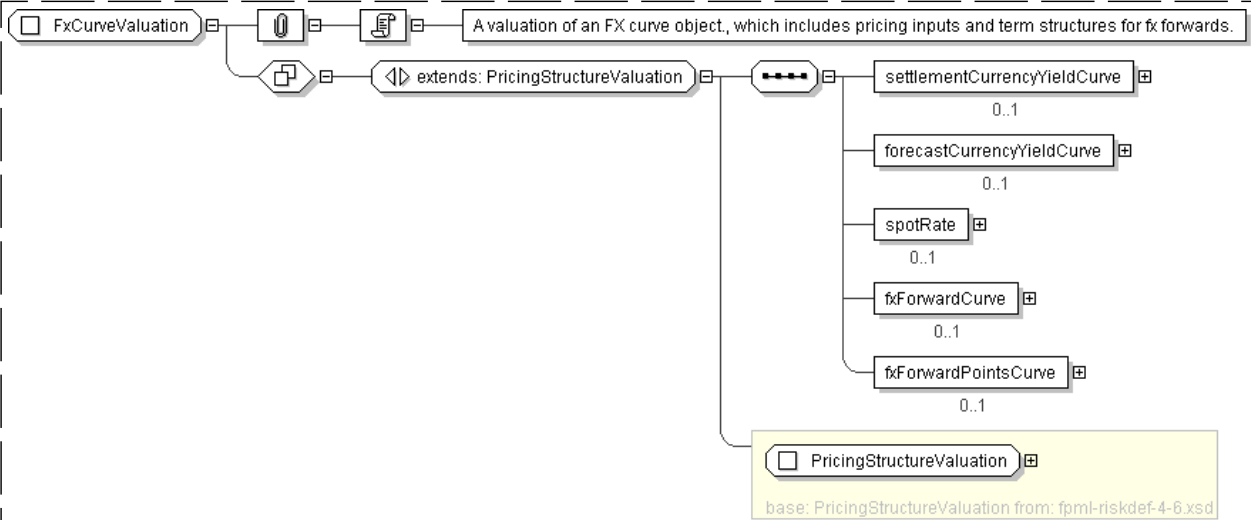 FxCurveValuation
A valuation of an FX curve object., which includes pricing inputs and term structures for fx forwards.
extends: PricingStructureValuation
settlementCurrencyYieldCurve
0..1
forecastCurrencyYieldCurve
0..1
spotRate
0..1
fxForwardCurve
0..1
fxForwardPointsCurve
0..1
PricingStructureValuation
base: PricingStructureValuation from: fpml-riskdef-4-6.xsd